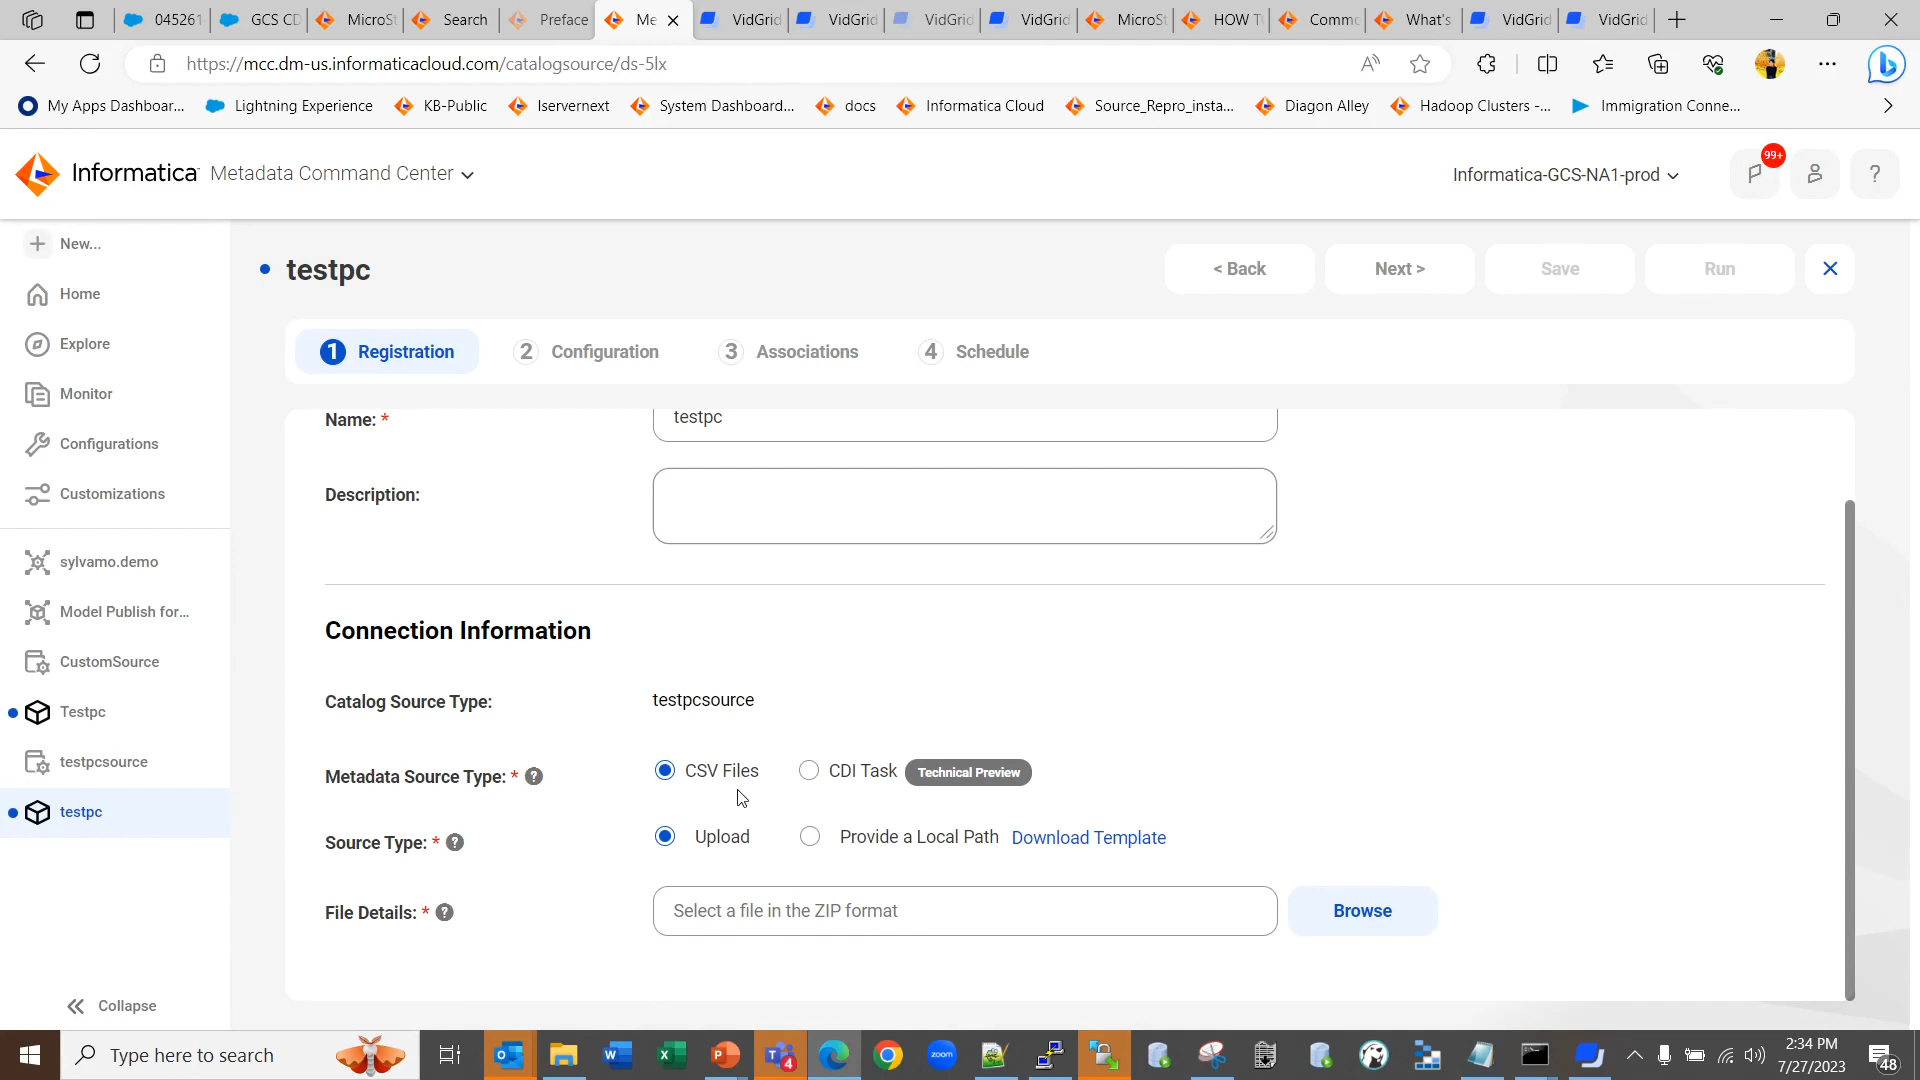 045261
GCS CD
MicroSt
Search
Preface
Me
VidGrid
VidGrid
VidGrid
VidGrid
MicroSt
HOW T
Commo
What's
VidGrid
VidGrid
https://mcc.dm-us.informaticacloud.com/catalogsource/ds-5lx
My Apps Dashboar...
Lightning Experience
KB-Public
Iservernext
System Dashboard...
docs
Informatica Cloud
Source_Repro_insta...
Diagon Alley
Hadoop Clusters -...
Immigration Conne...
Informatica Metadata Command Center
Informatica-GCS-NA1-prod
99+
?
New...
Home
Explore
Monitor
Configurations
Customizations
sylvamo.demo
Model Publish for...
CustomSource
Testpc
testpcsource
testpc
Collapse
testpc
< Back
Next >
Save
Run
1 Registration
2 Configuration
3 Associations
4 Schedule
Name: *
testpc
Description:
Connection Information
Catalog Source Type:
testpcsource
Metadata Source Type: * ?
CSV Files
CDI Task
Technical Preview
Source Type: * ?
Upload
Provide a Local Path
Download Template
File Details: * ?
Select a file in the ZIP format
Browse
Type here to search
zoom
4
2:34 PM
7/27/2023
48